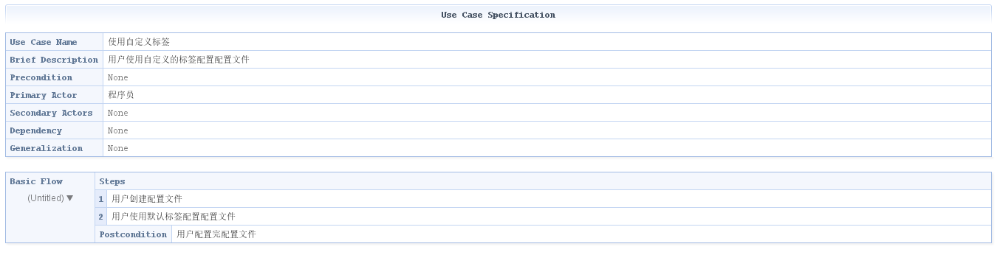 Use Case Specification
Use Case Name 使用自定义标签
Brief Description 用户使用自定义的标签配置配置文件
Precondition None
Primary Actor 程序员
Secondary Actors None
Dependency None
Generalization None
Basic Flow Steps
(Untitled) ▼ 1 用户创建配置文件
2 用户使用默认标签配置配置文件
Postcondition 用户配置完配置文件